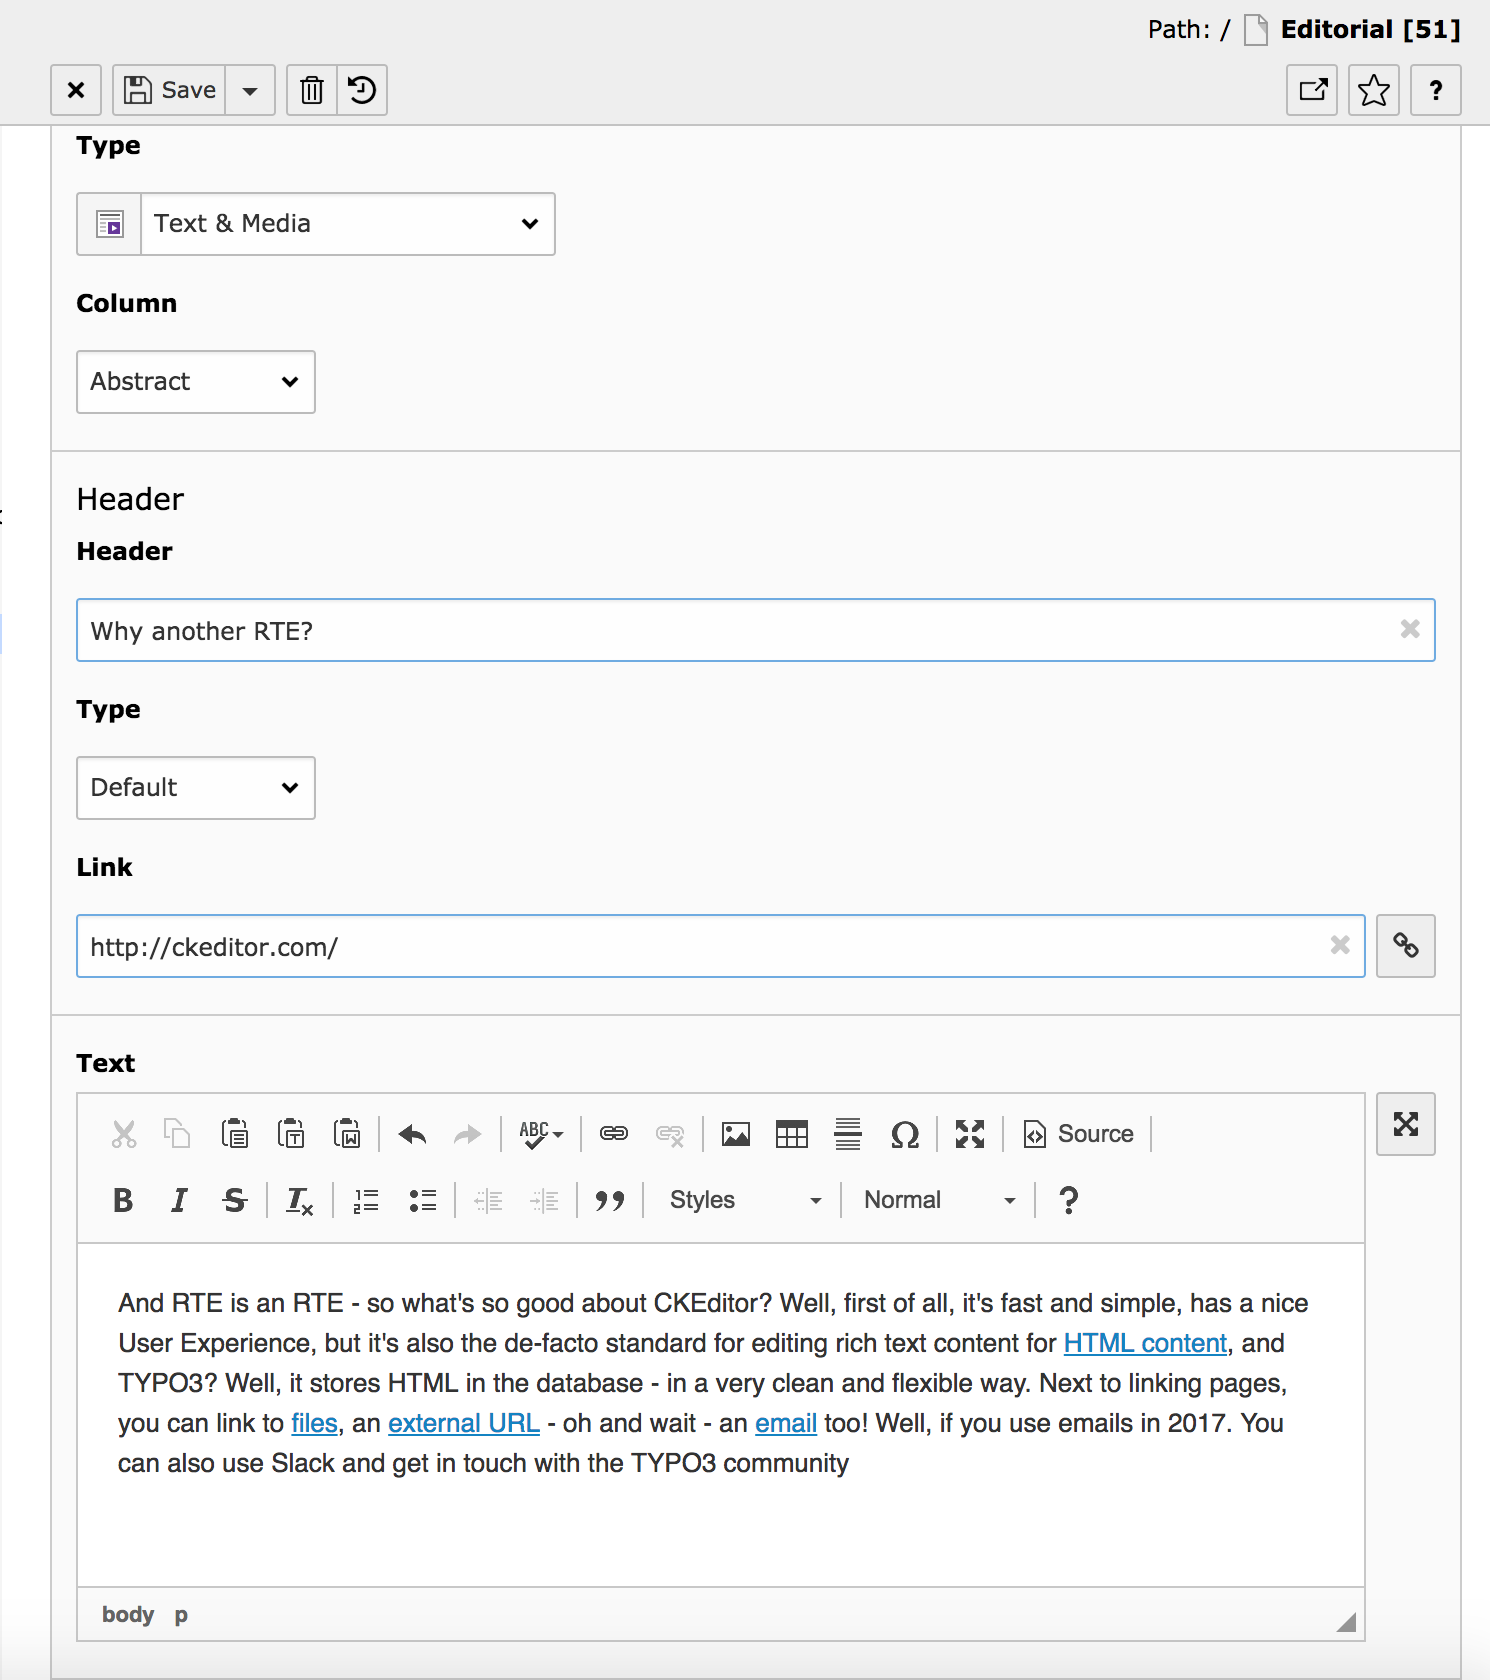 Path: / Editorial [51]
Save
?
Type
Text & Media
Column
Abstract
Header
Header
Why another RTE?
Type
Default
Link
http://ckeditor.com/
Text
ABC Ω Source
B I S Tx Styles Normal ?
And RTE is an RTE - so what's so good about CKEditor? Well, first of all, it's fast and simple, has a nice
User Experience, but it's also the de-facto standard for editing rich text content for HTML content, and
TYPO3? Well, it stores HTML in the database - in a very clean and flexible way. Next to linking pages,
you can link to files, an external URL - oh and wait - an email too! Well, if you use emails in 2017. You
can also use Slack and get in touch with the TYPO3 community
body p